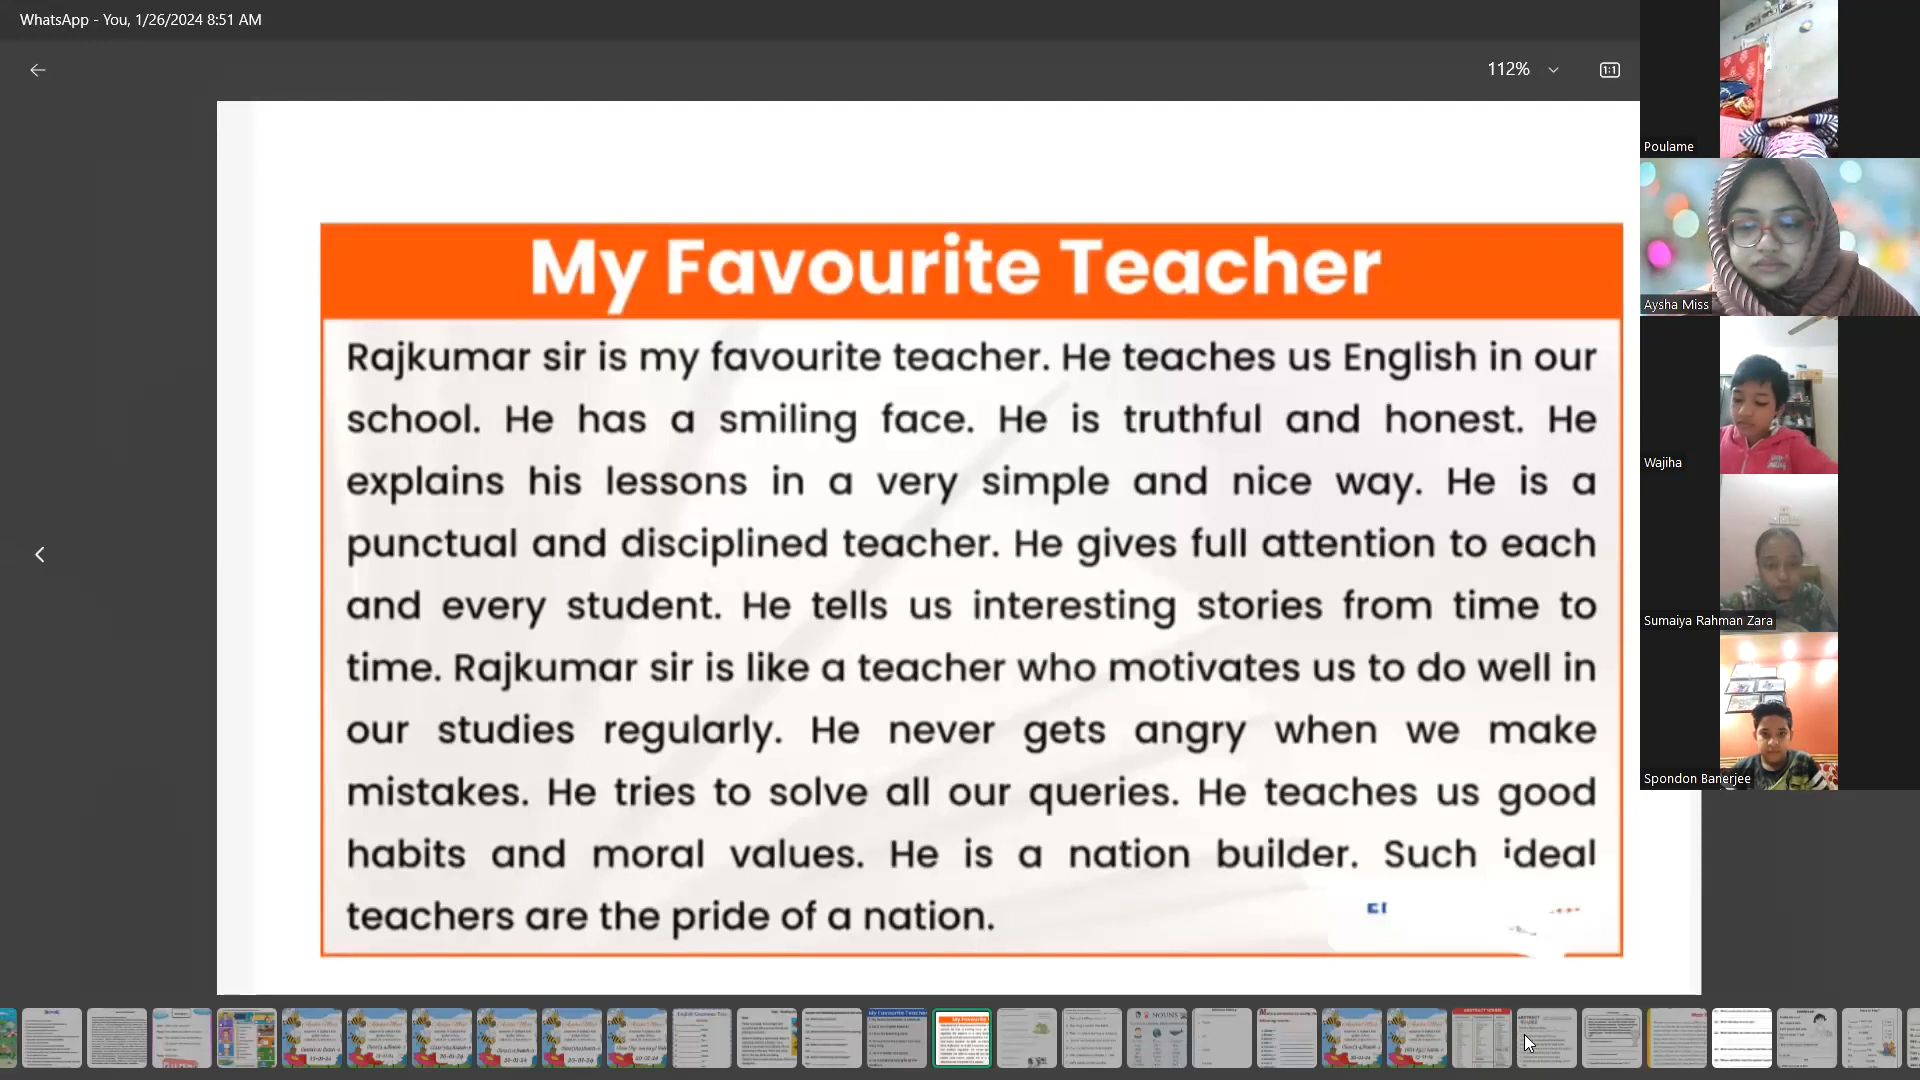 WhatsApp - You, 1/26/2024 8:51 AM
112%
My Favourite Teacher
Rajkumar sir is my favourite teacher. He teaches us English in our
school. He has a smiling face. He is truthful and honest. He
explains his lessons in a very simple and nice way. He is a
punctual and disciplined teacher. He gives full attention to each
and every student. He tells us interesting stories from time to
time. Rajkumar sir is like a teacher who motivates us to do well in
our studies regularly. He never gets angry when we make
mistakes. He tries to solve all our queries. He teaches us good
habits and moral values. He is a nation builder. Such ideal
teachers are the pride of a nation.
Poulame
Aysha Miss
Wajiha
Sumaiya Rahman Zara
Spondon Banerjee
My Favourite Teacher
NOUNS